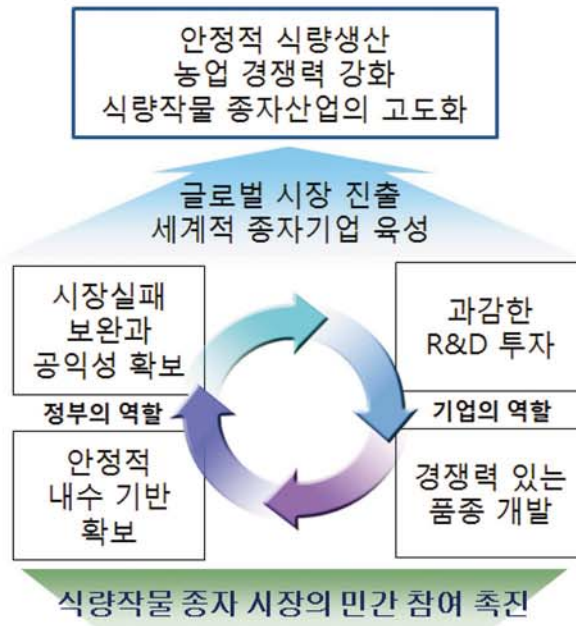 안정적 식량생산
농업 경쟁력 강화
식량작물 종자산업의 고도화
글로벌 시장 진출
세계적 종자기업 육성
시장실패
보완과
공익성 확보
과감한
R&D 투자
정부의 역할
기업의 역할
안정적
내수 기반
확보
경쟁력 있는
품종 개발
식량작물 종자 시장의 민간 참여 촉진